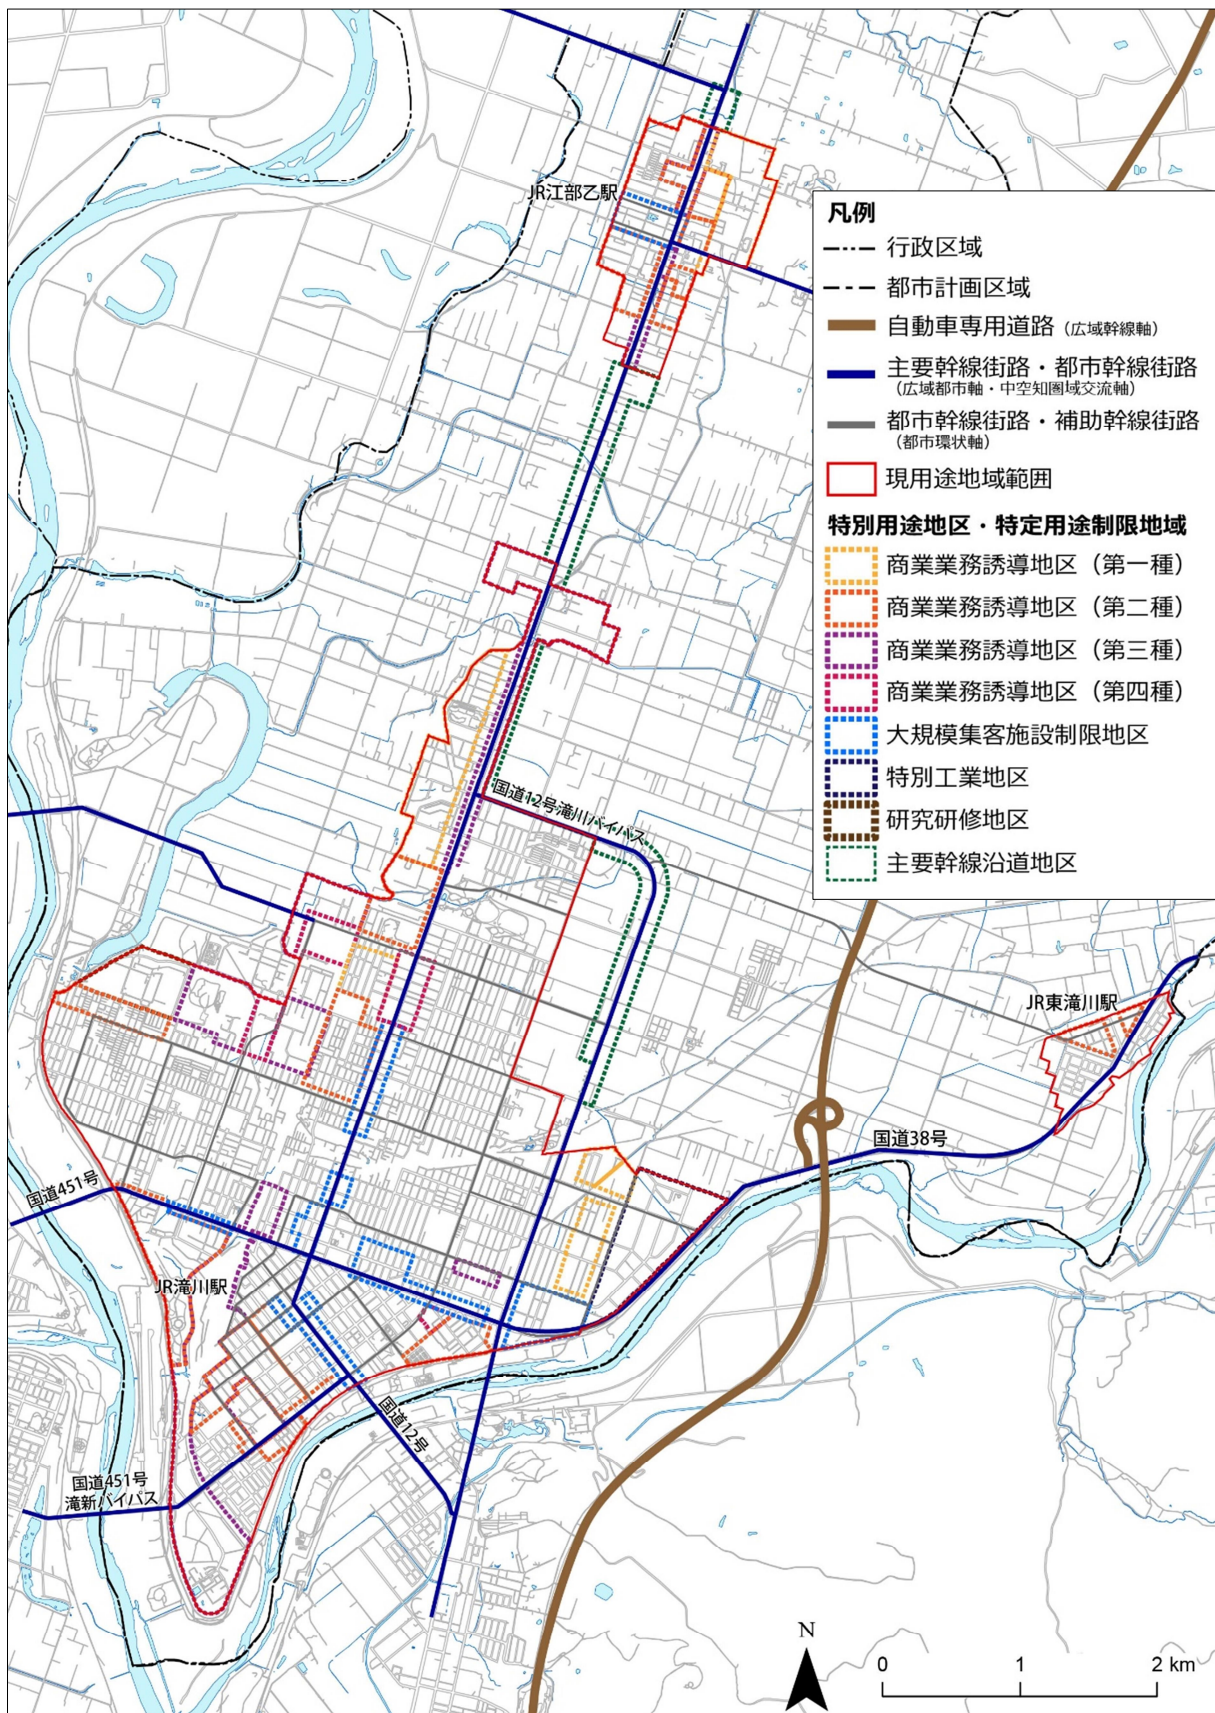 JR江部乙駅
凡例
行政区域
都市計画区域
自動車専用道路（広域幹線軸）
主要幹線街路・都市幹線街路
（広域都市軸・中空知圏域交流軸）
都市幹線街路・補助幹線街路
（都市環状軸）
現用途地域範囲
特別用途地区・特定用途制限地域
商業業務誘導地区（第一種）
商業業務誘導地区（第二種）
商業業務誘導地区（第三種）
商業業務誘導地区（第四種）
大規模集客施設制限地区
特別工業地区
研究研修地区
主要幹線沿道地区
国道12号滝川バイパス
JR東滝川駅
国道38号
国道451号
JR滝川駅
国道12号
国道451号
滝新バイパス
N
0 1 2 km